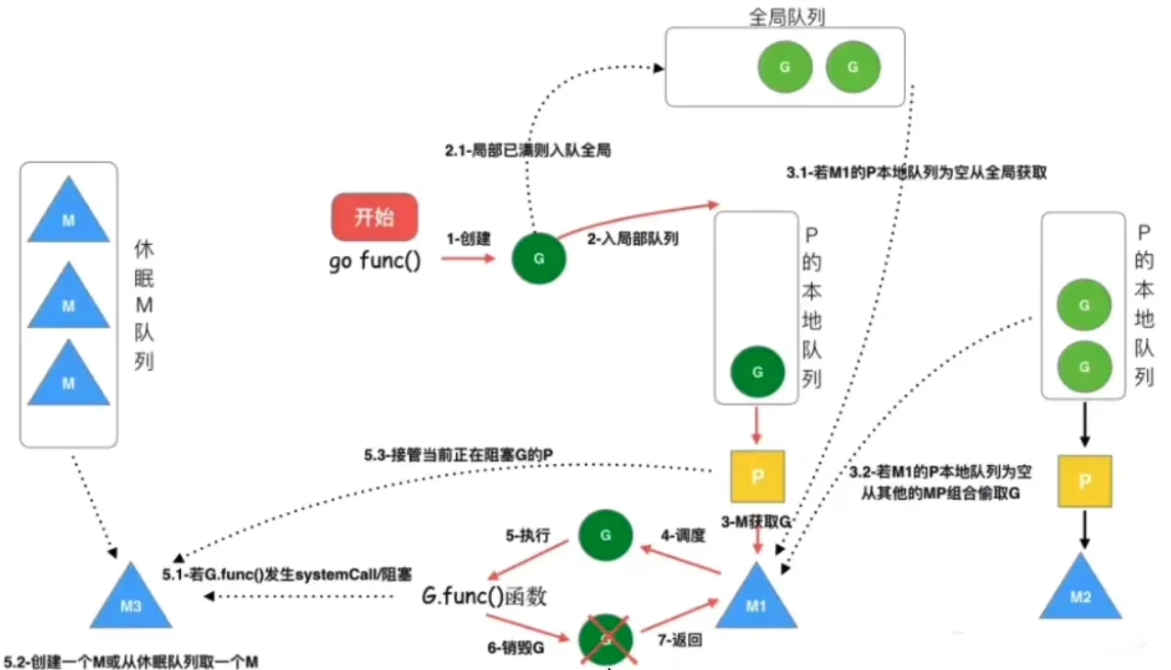 全局队列
G
G
2.1-局部已满则入队全局
3.1-若M1的P本地队列为空从全局获取
M
M
M
休眠M队列
开始
go func()
1-创建
G
2-入局部队列
P的本地队列
G
P的本地队列
G
G
5.3-接管当前正在阻塞G的P
P
3-M获取G
3.2-若M1的P本地队列为空
从其他的MP组合偷取G
P
5-执行
G
4-调度
5.1-若G.func()发生systemCall/阻塞
G.func()函数
M3
M1
M2
6-销毁G
G
7-返回
5.2-创建一个M或从休眠队列取一个M